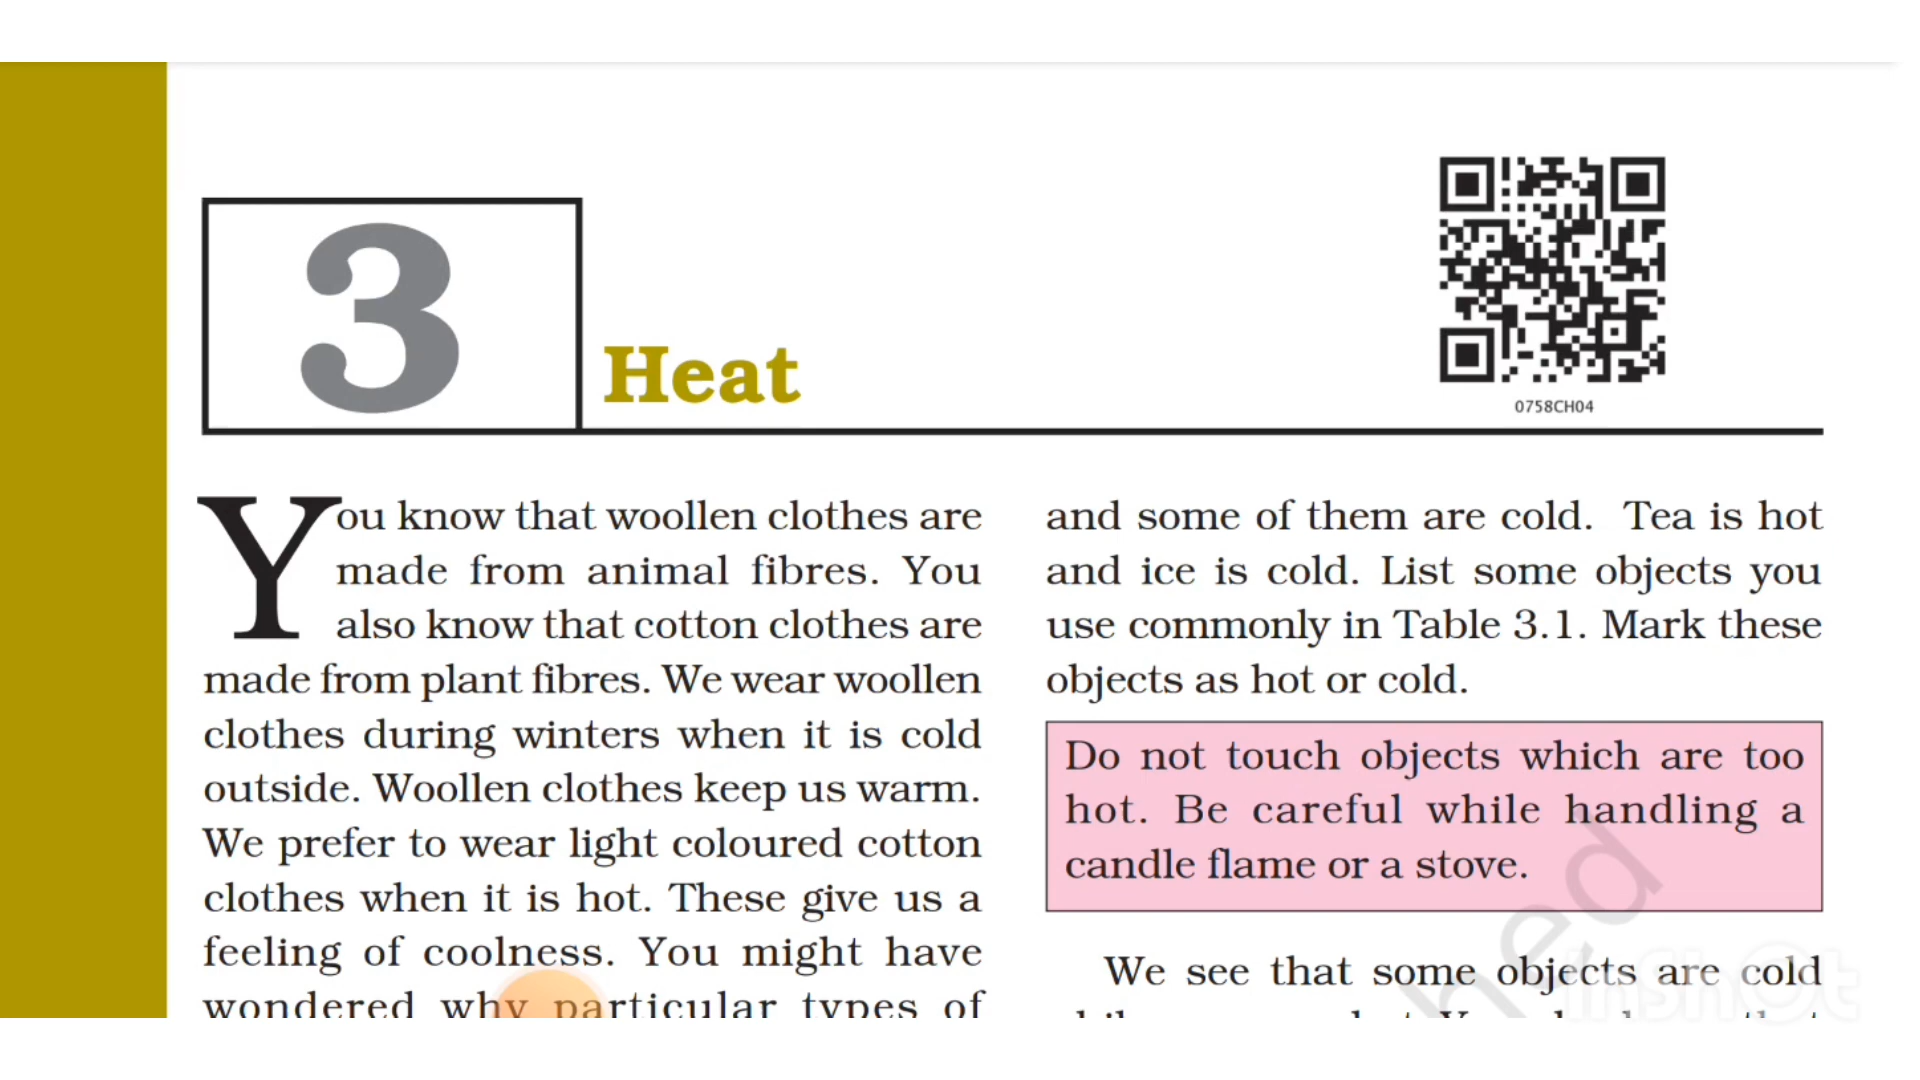 3
Heat
0758CH04
You know that woollen clothes are
made from animal fibres. You
also know that cotton clothes are
made from plant fibres. We wear woollen
clothes during winters when it is cold
outside. Woollen clothes keep us warm.
We prefer to wear light coloured cotton
clothes when it is hot. These give us a
feeling of coolness. You might have
wondered why particular types of
and some of them are cold. Tea is hot
and ice is cold. List some objects you
use commonly in Table 3.1. Mark these
objects as hot or cold.
Do not touch objects which are too
hot. Be careful while handling a
candle flame or a stove.
We see that some objects are cold
InShOt